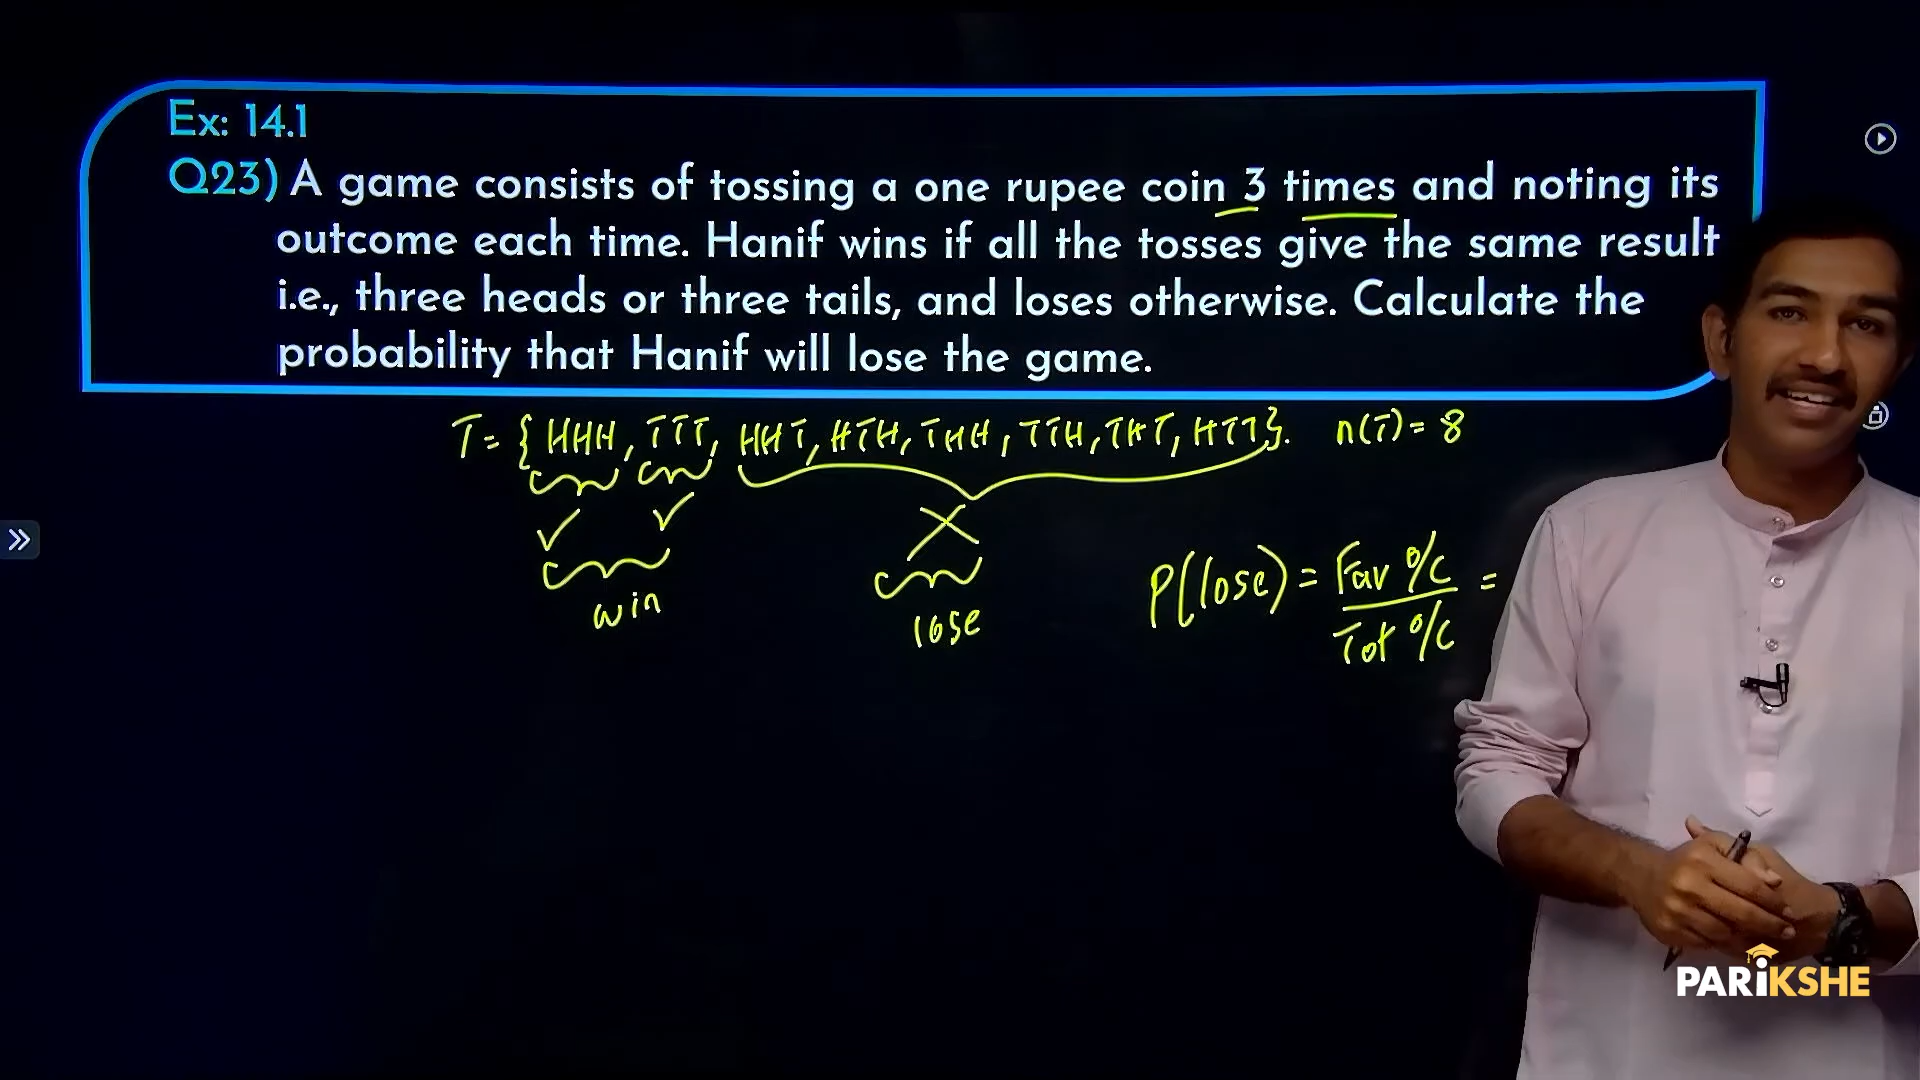 Ex: 14.1
Q23) A game consists of tossing a one rupee coin 3 times and noting its
outcome each time. Hanif wins if all the tosses give the same result
i.e., three heads or three tails, and loses otherwise. Calculate the
probability that Hanif will lose the game.
T = { HHH, TTT, HHT, HTH, THH, TTH, THT, HTT}. n(T) = 8
win
lose
P(lose) = Fav O/C / Tot O/C =
PARiKSHE